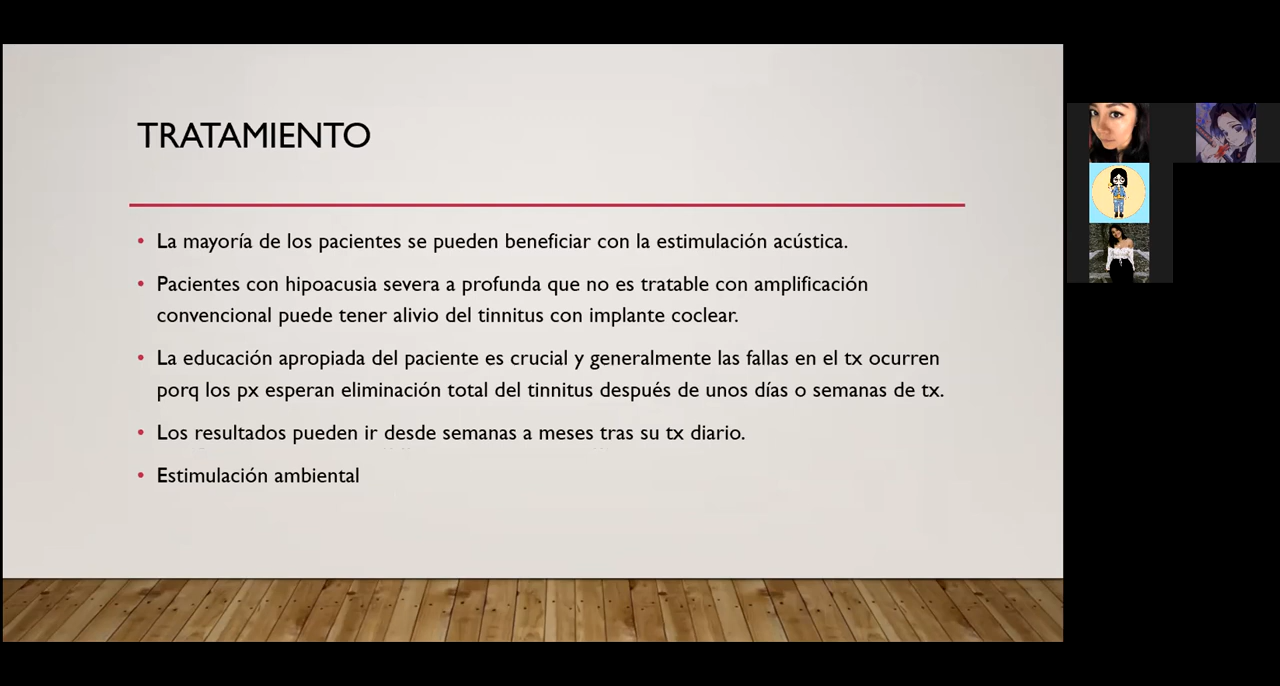 TRATAMIENTO
• La mayoría de los pacientes se pueden beneficiar con la estimulación acústica.
• Pacientes con hipoacusia severa a profunda que no es tratable con amplificación
convencional puede tener alivio del tinnitus con implante coclear.
• La educación apropiada del paciente es crucial y generalmente las fallas en el tx ocurren
porq los px esperan eliminación total del tinnitus después de unos días o semanas de tx.
• Los resultados pueden ir desde semanas a meses tras su tx diario.
• Estimulación ambiental